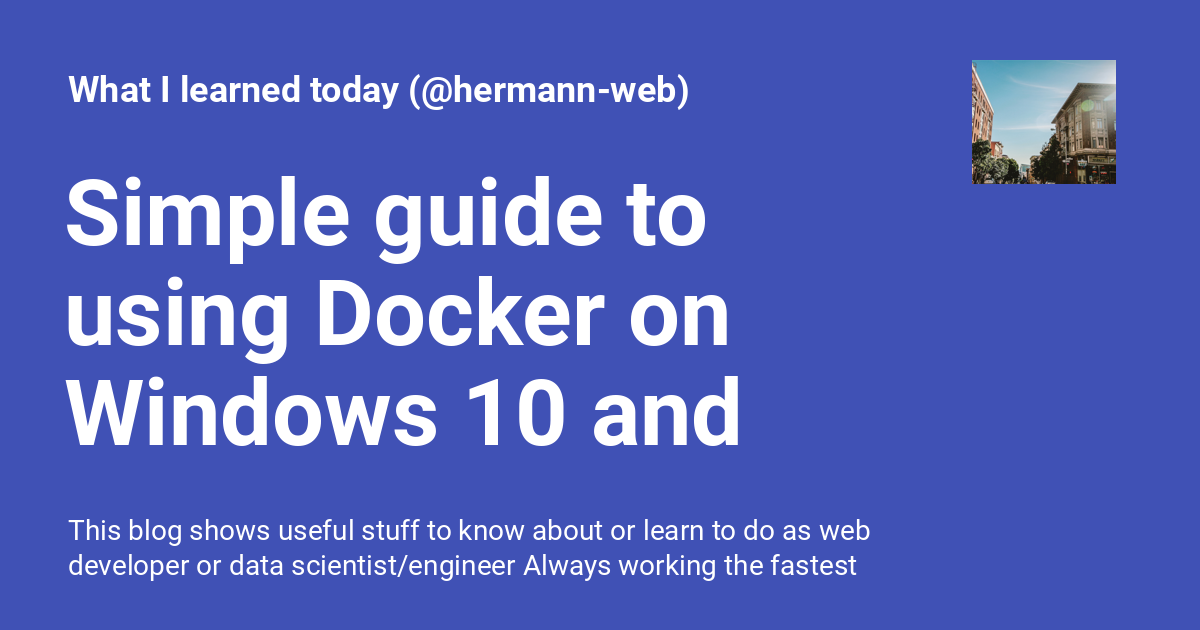 What I learned today (@hermann-web)
Simple guide to
using Docker on
Windows 10 and
This blog shows useful stuff to know about or learn to do as web
developer or data scientist/engineer Always working the fastest